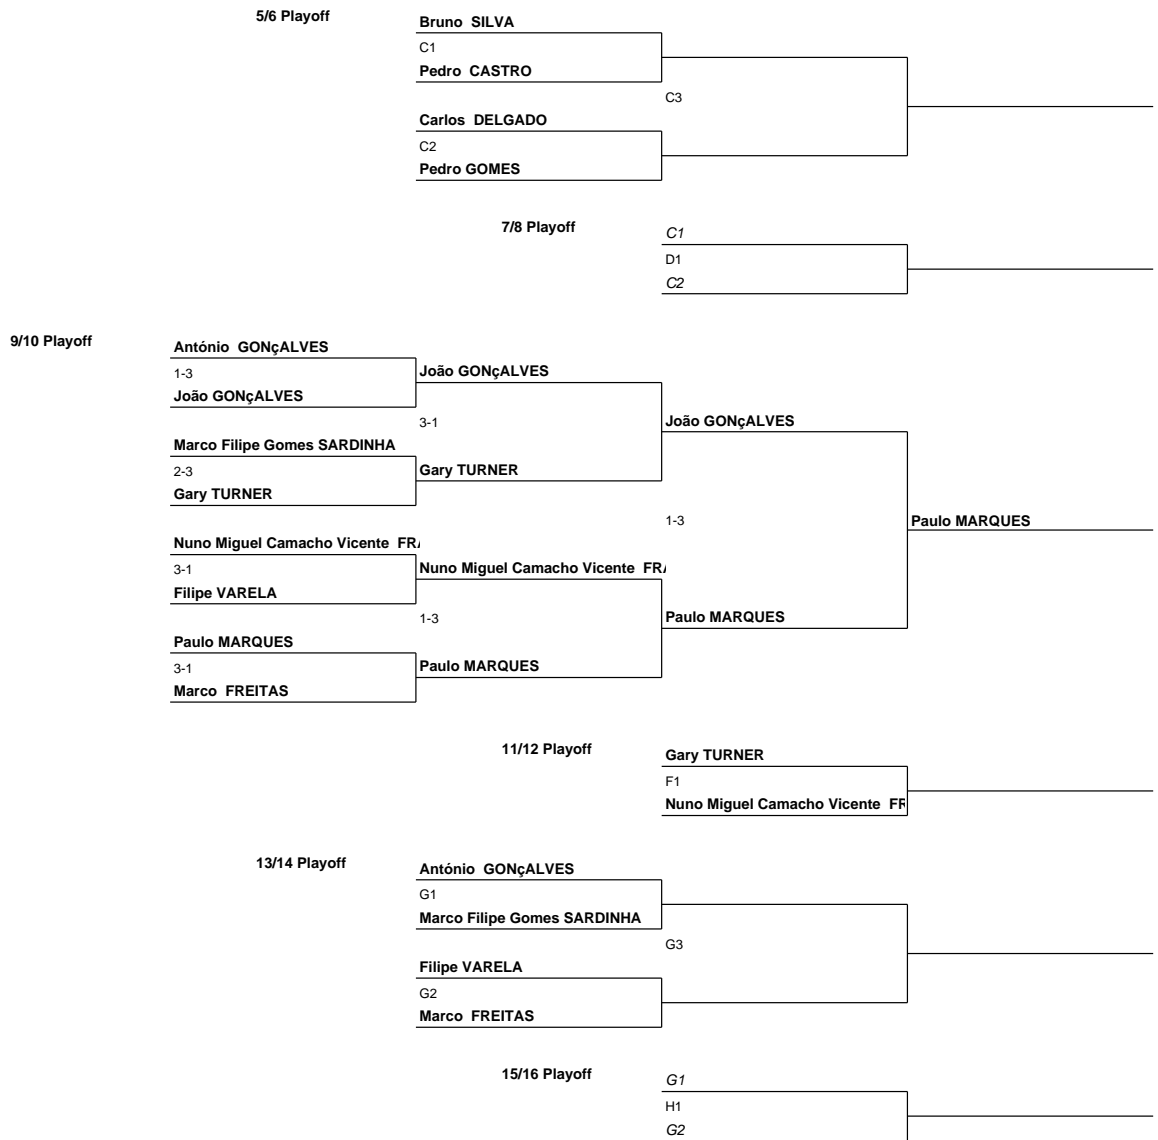 5/6 Playoff
Bruno  SILVA
C1
Pedro  CASTRO
C3
Carlos  DELGADO
C2
Pedro GOMES
7/8 Playoff
C1
D1
C2
9/10 Playoff
António  GONçALVES
1-3
João GONçALVES
João GONçALVES
3-1
João GONçALVES
Marco Filipe Gomes SARDINHA
2-3
Gary TURNER
Gary TURNER
1-3
Paulo MARQUES
Nuno Miguel Camacho Vicente
3-1
Filipe VARELA
Nuno Miguel Camacho Vicente
1-3
Paulo MARQUES
Paulo MARQUES
3-1
Marco  FREITAS
Paulo MARQUES
11/12 Playoff
Gary TURNER
F1
Nuno Miguel Camacho Vicente
13/14 Playoff
António  GONçALVES
G1
Marco Filipe Gomes SARDINHA
G3
Filipe VARELA
G2
Marco  FREITAS
15/16 Playoff
G1
H1
G2